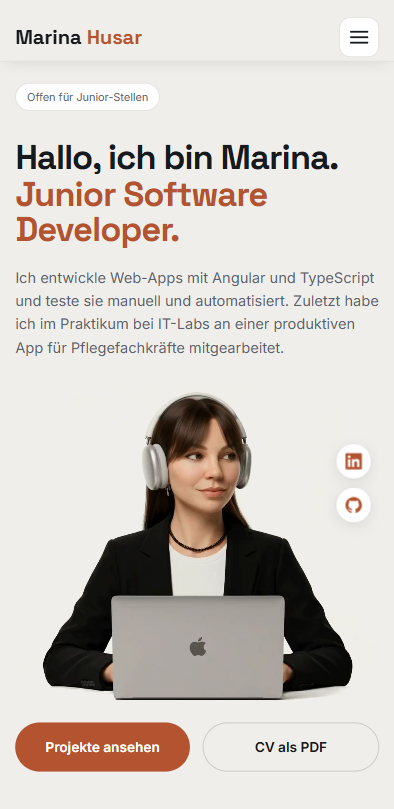 Marina Husar
Offen für Junior-Stellen
Hallo, ich bin Marina.
Junior Software
Developer.
Ich entwickle Web-Apps mit Angular und TypeScript
und teste sie manuell und automatisiert. Zuletzt habe
ich im Praktikum bei IT-Labs an einer produktiven
App für Pflegefachkräfte mitgearbeitet.
in
Projekte ansehen
CV als PDF